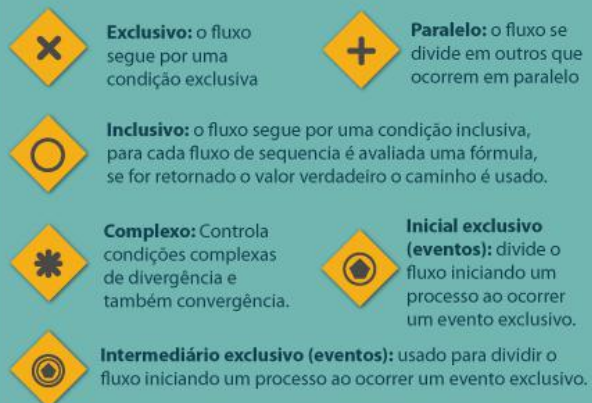 Exclusivo: o fluxo
segue por uma
condição exclusiva
Paralelo: o fluxo se
divide em outros que
ocorrem em paralelo
Inclusivo: o fluxo segue por uma condição inclusiva,
para cada fluxo de sequencia é avaliada uma fórmula,
se for retornado o valor verdadeiro o caminho é usado.
Complexo: Controla
condições complexas
de divergência e
também convergência.
Inicial exclusivo
(eventos): divide o
fluxo iniciando um
processo ao ocorrer
um evento exclusivo.
Intermediário exclusivo (eventos): usado para dividir o
fluxo iniciando um processo ao ocorrer um evento exclusivo.